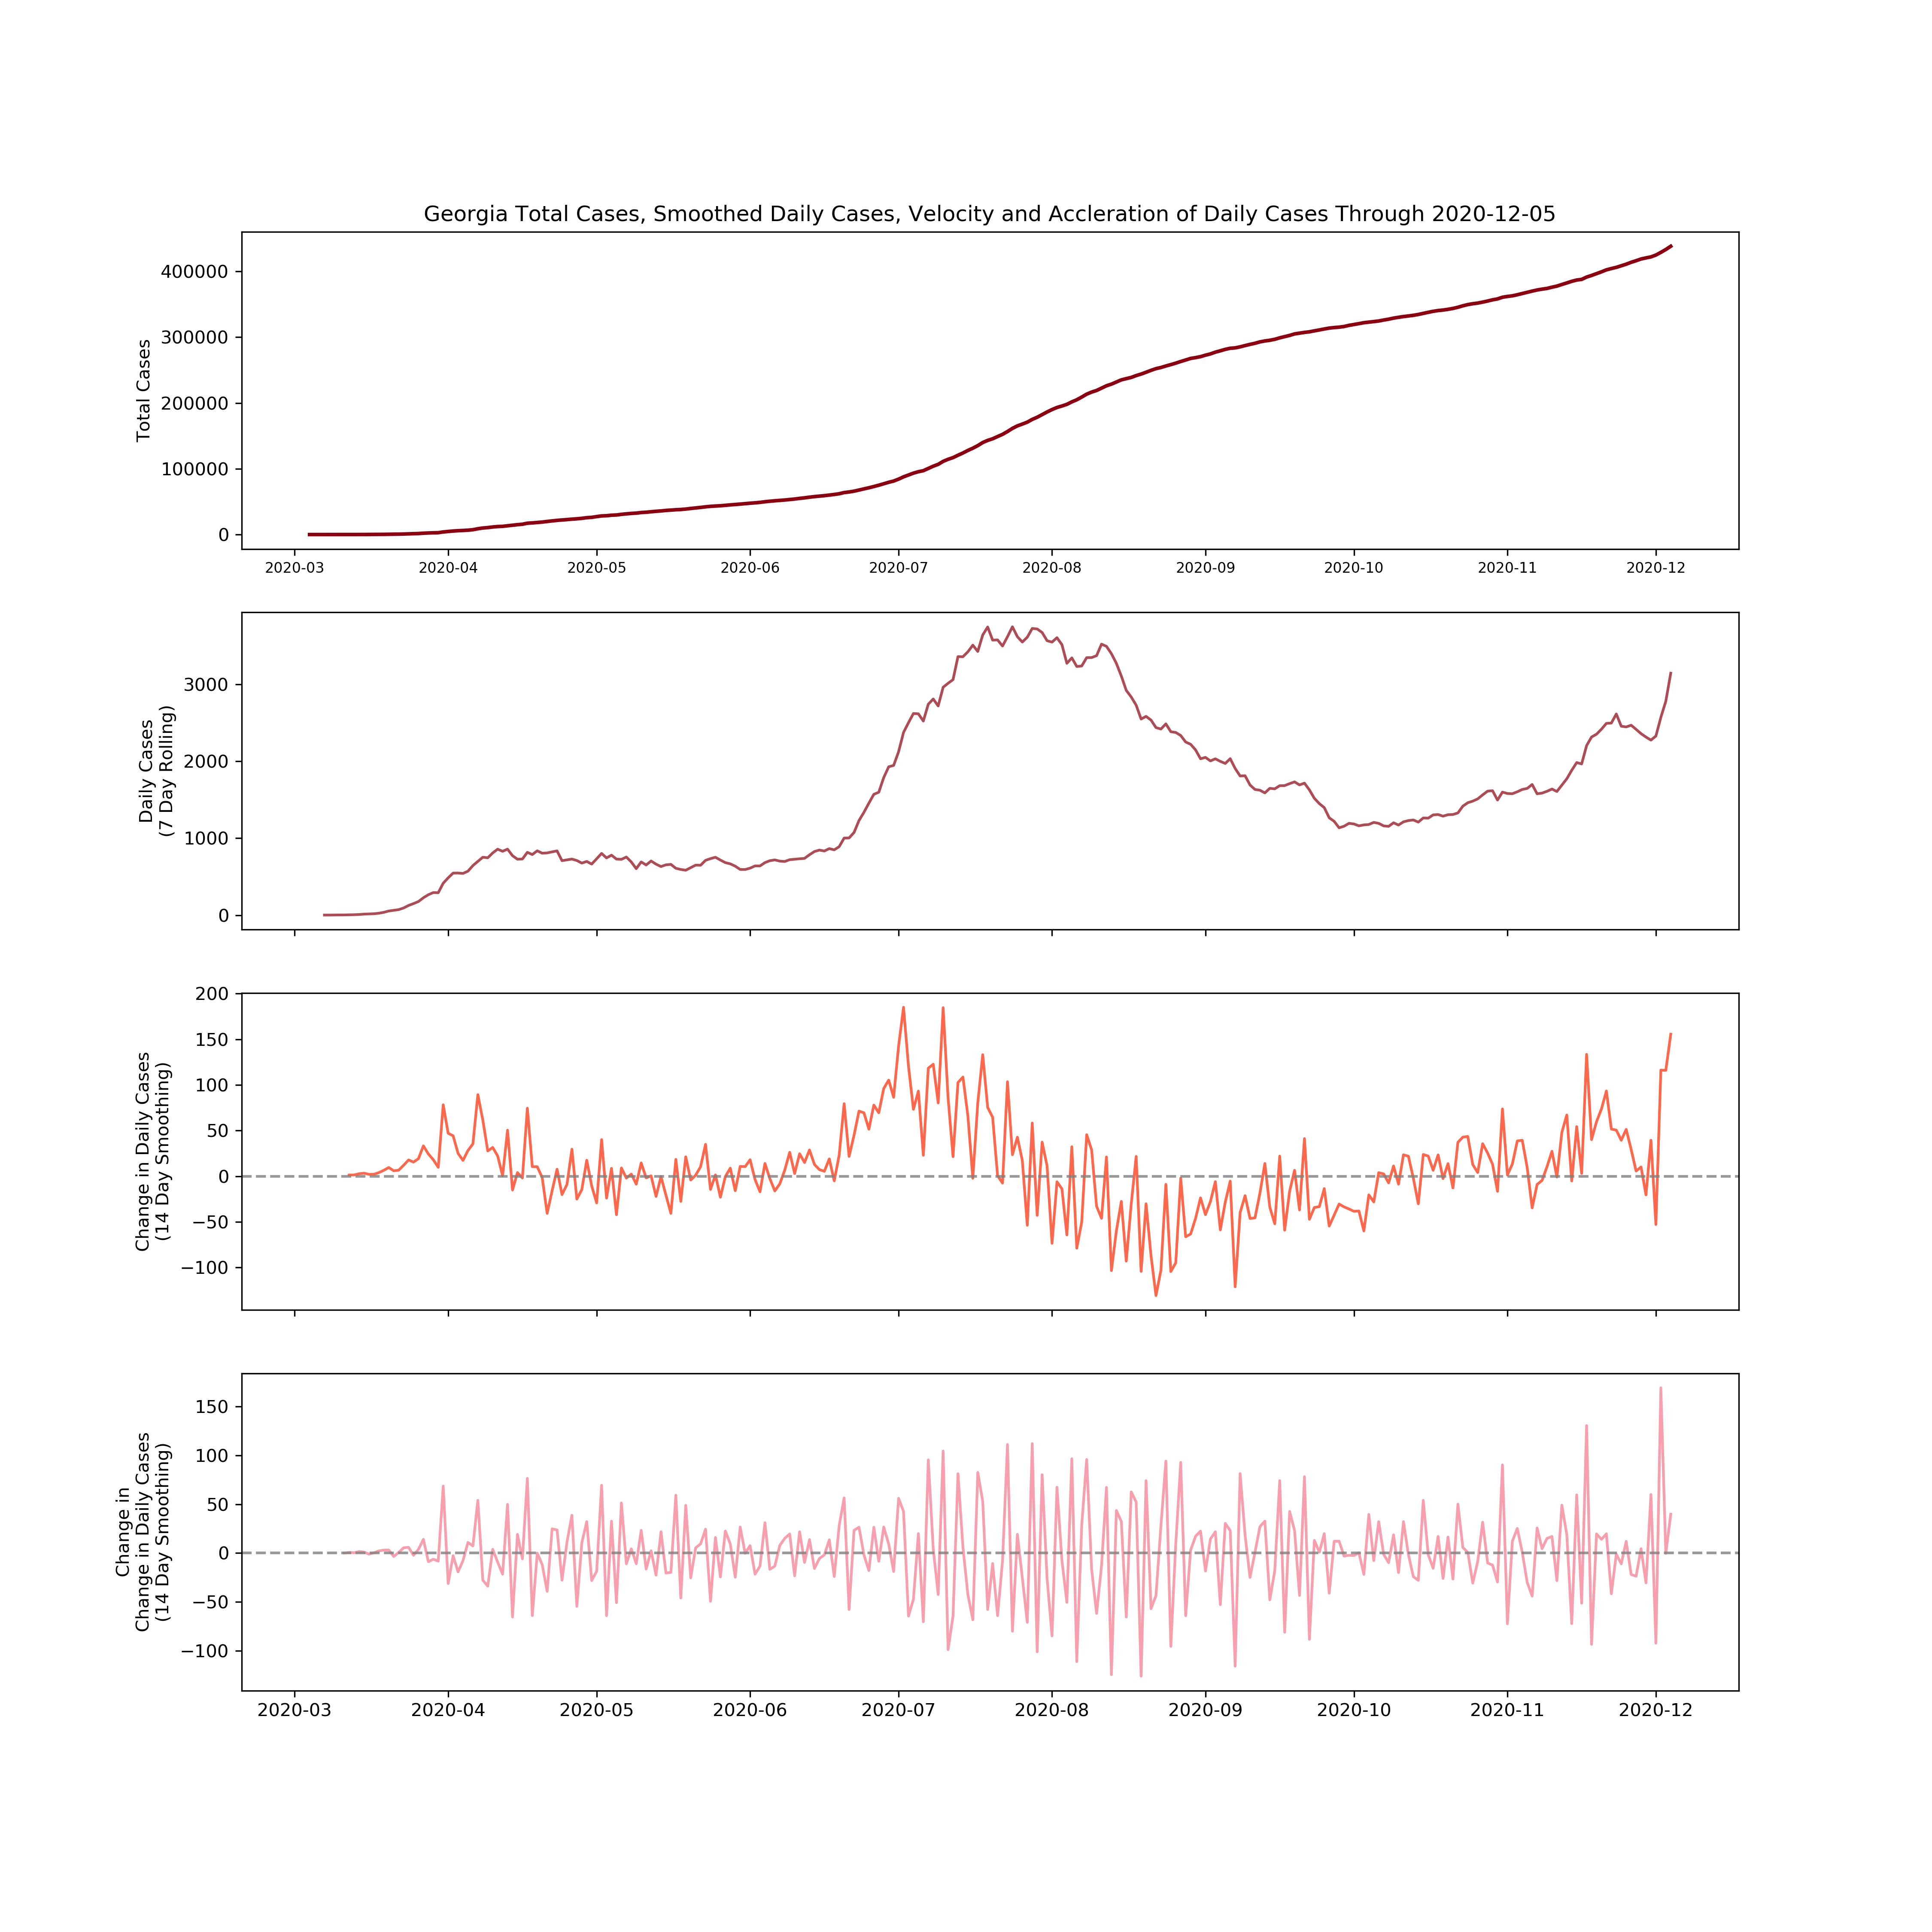 Georgia Total Cases, Smoothed Daily Cases, Velocity and Accleration of Daily Cases Through 2020-12-05
Total Cases
400000
300000
200000
100000
0
2020-03 2020-04 2020-05 2020-06 2020-07 2020-08 2020-09 2020-10 2020-11 2020-12
Daily Cases
(7 Day Rolling)
3000
2000
1000
0
Change in Daily Cases
(14 Day Smoothing)
200
150
100
50
0
−50
−100
Change in
Change in Daily Cases
(14 Day Smoothing)
150
100
50
0
−50
−100
2020-03 2020-04 2020-05 2020-06 2020-07 2020-08 2020-09 2020-10 2020-11 2020-12